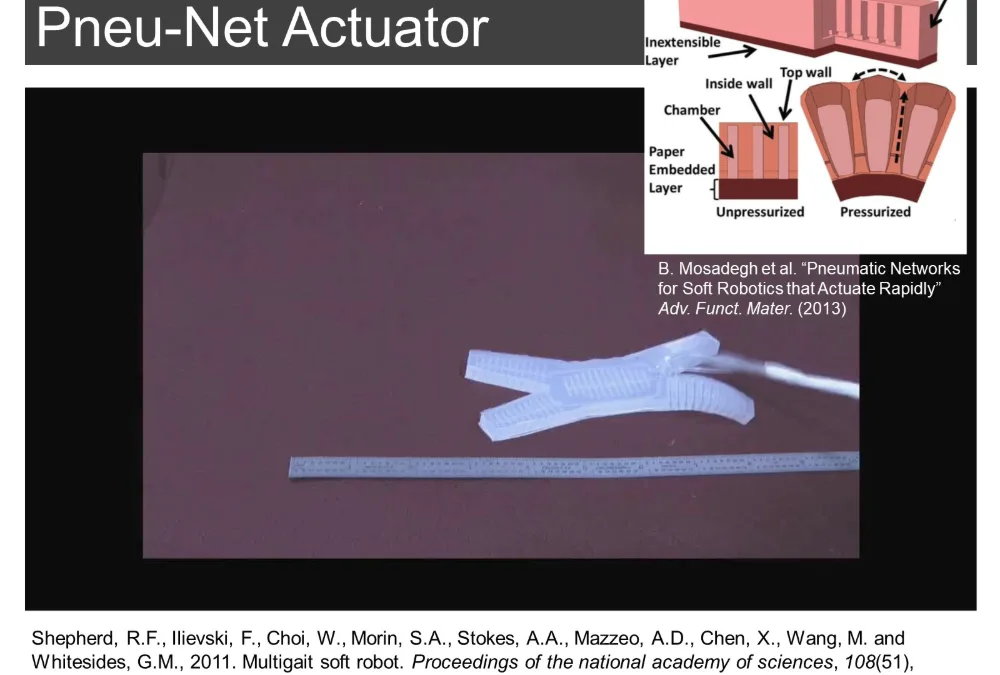 Pneu-Net Actuator
Inextensible
Layer
Top wall
Inside wall
Chamber
Paper
Embedded
Layer
Unpressurized
Pressurized
B. Mosadegh et al. “Pneumatic Networks
for Soft Robotics that Actuate Rapidly”
Adv. Funct. Mater. (2013)
Shepherd, R.F., Ilievski, F., Choi, W., Morin, S.A., Stokes, A.A., Mazzeo, A.D., Chen, X., Wang, M. and
Whitesides, G.M., 2011. Multigait soft robot. Proceedings of the national academy of sciences, 108(51),